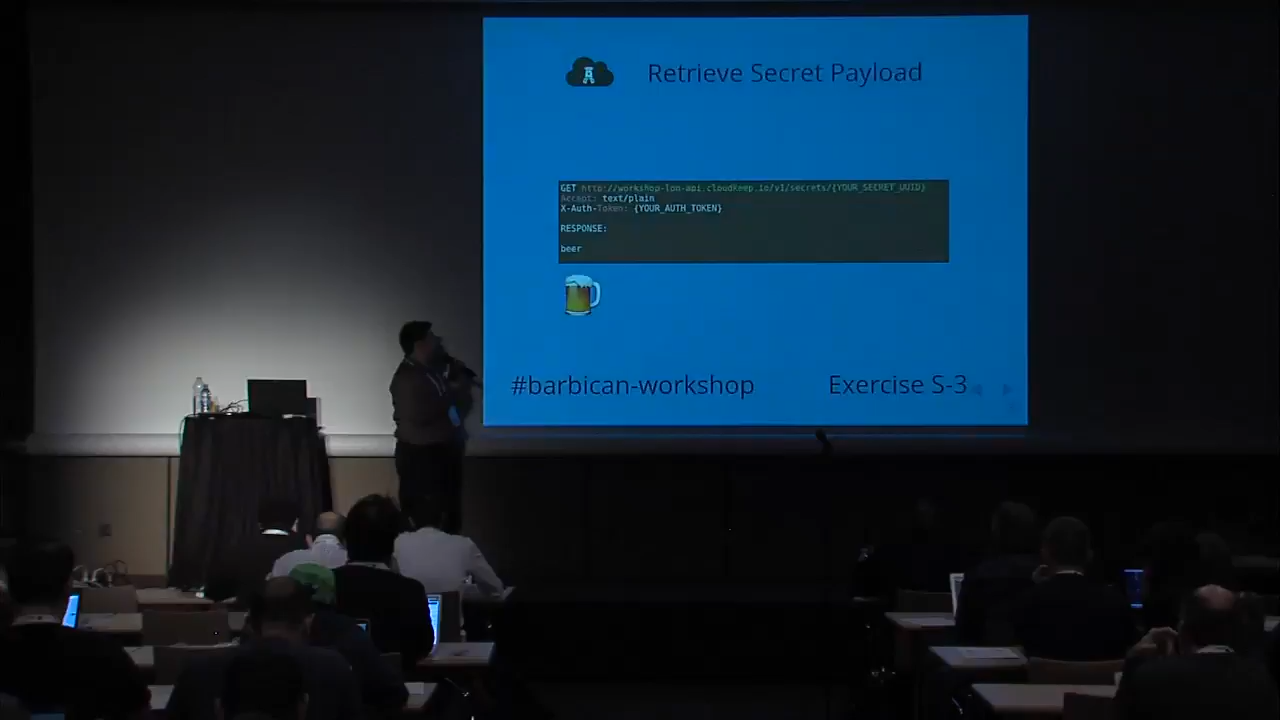 Retrieve Secret Payload
GET http://workshop-lon-api.cloudkeep.io/v1/secrets/{YOUR_SECRET_UUID}
Accept: text/plain
X-Auth-Token: {YOUR_AUTH_TOKEN}
RESPONSE:
beer
#barbican-workshop
Exercise S-3